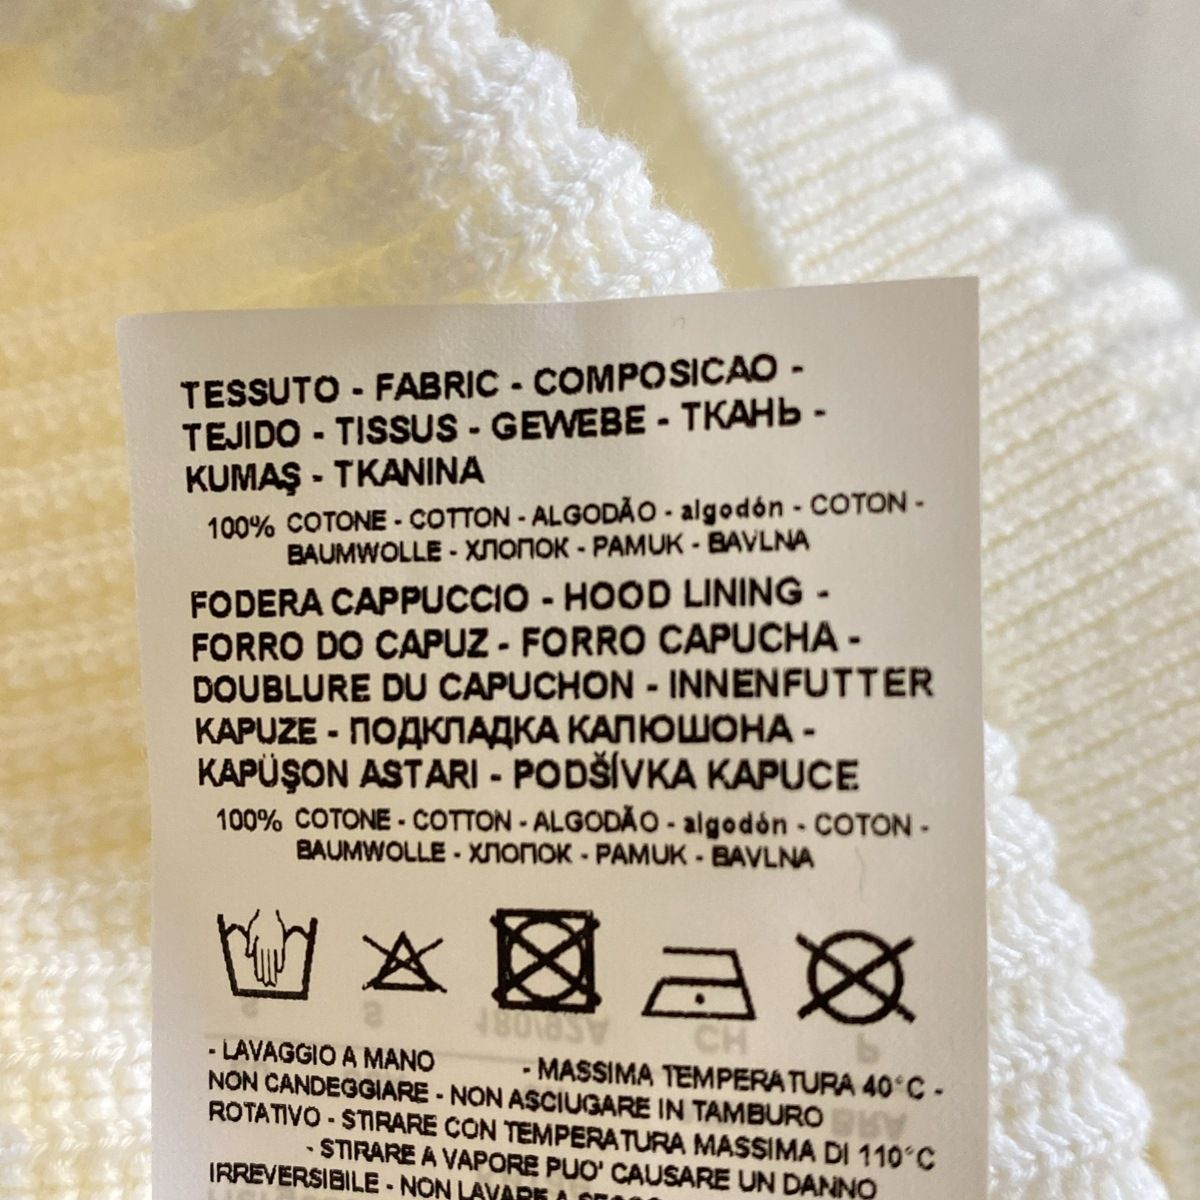 TESSUTO - FABRIC - COMPOSICAO -
TEJIDO - TISSUS - GEWEBE - ТКАНЬ -
KUMAŞ - TKANINA
100% COTONE - COTTON - ALGODÃO - algodón - COTON -
BAUMWOLLE - ХЛОПОК - PAMUK - BAVLNA
FODERA CAPPUCCIO - HOOD LINING -
FORRO DO CAPUZ - FORRO CAPUCHA -
DOUBLURE DU CAPUCHON - INNENFUTTER
KAPUZE - ПОДКЛАДКА КАПЮШОНА -
KAPÜŞON ASTARI - PODŠÍVKA KAPUCE
100% COTONE - COTTON - ALGODÃO - algodón - COTON -
BAUMWOLLE - ХЛОПОК - PAMUK - BAVLNA
- LAVAGGIO A MANO - MASSIMA TEMPERATURA 40°C -
NON CANDEGGIARE - NON ASCIUGARE IN TAMBURO
ROTATIVO - STIRARE CON TEMPERATURA MASSIMA DI 110°C
- STIRARE A VAPORE PUO' CAUSARE UN DANNO
IRREVERSIBILE - NON LAVARE A SECCO